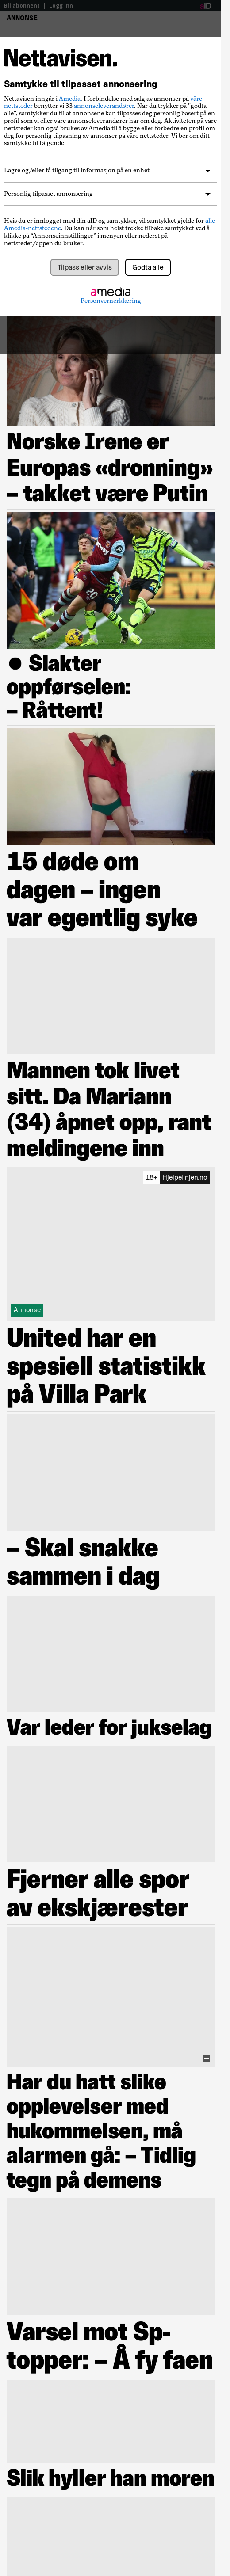 Bli abonnent | Logg inn
aID
ANNONSE
Nettavisen.
Samtykke til tilpasset annonsering
Nettavisen inngår i Amedia. I forbindelse med salg av annonser på våre
nettsteder benytter vi 33 annonseleverandører. Når du trykker på "godta
alle", samtykker du til at annonsene kan tilpasses deg personlig basert på en
profil som vi eller våre annonseleverandører har om deg. Aktiviteten din på våre
nettsteder kan også brukes av Amedia til å bygge eller forbedre en profil om
deg for personlig tilpasning av annonser på våre nettsteder. Vi ber om ditt
samtykke til følgende:
Lagre og/eller få tilgang til informasjon på en enhet
Personlig tilpasset annonsering
Hvis du er innlogget med din aID og samtykker, vil samtykket gjelde for alle
Amedia-nettstedene. Du kan når som helst trekke tilbake samtykket ved å
klikke på “Annonseinnstillinger” i menyen eller nederst på
nettstedet/appen du bruker.
Tilpass eller avvis
Godta alle
amedia
Personvernerklæring
Norske Irene er
Europas «dronning»
– takket være Putin
● Slakter
oppførselen:
– Råttent!
15 døde om
dagen – ingen
var egentlig syke
Mannen tok livet
sitt. Da Mariann
(34) åpnet opp, rant
meldingene inn
18+ Hjelpelinjen.no
Annonse
United har en
spesiell statistikk
på Villa Park
– Skal snakke
sammen i dag
Var leder for jukselag
Fjerner alle spor
av ekskjærester
Har du hatt slike
opplevelser med
hukommelsen, må
alarmen gå: – Tidlig
tegn på demens
Varsel mot Sp-
topper: – Å fy faen
Slik hyller han moren